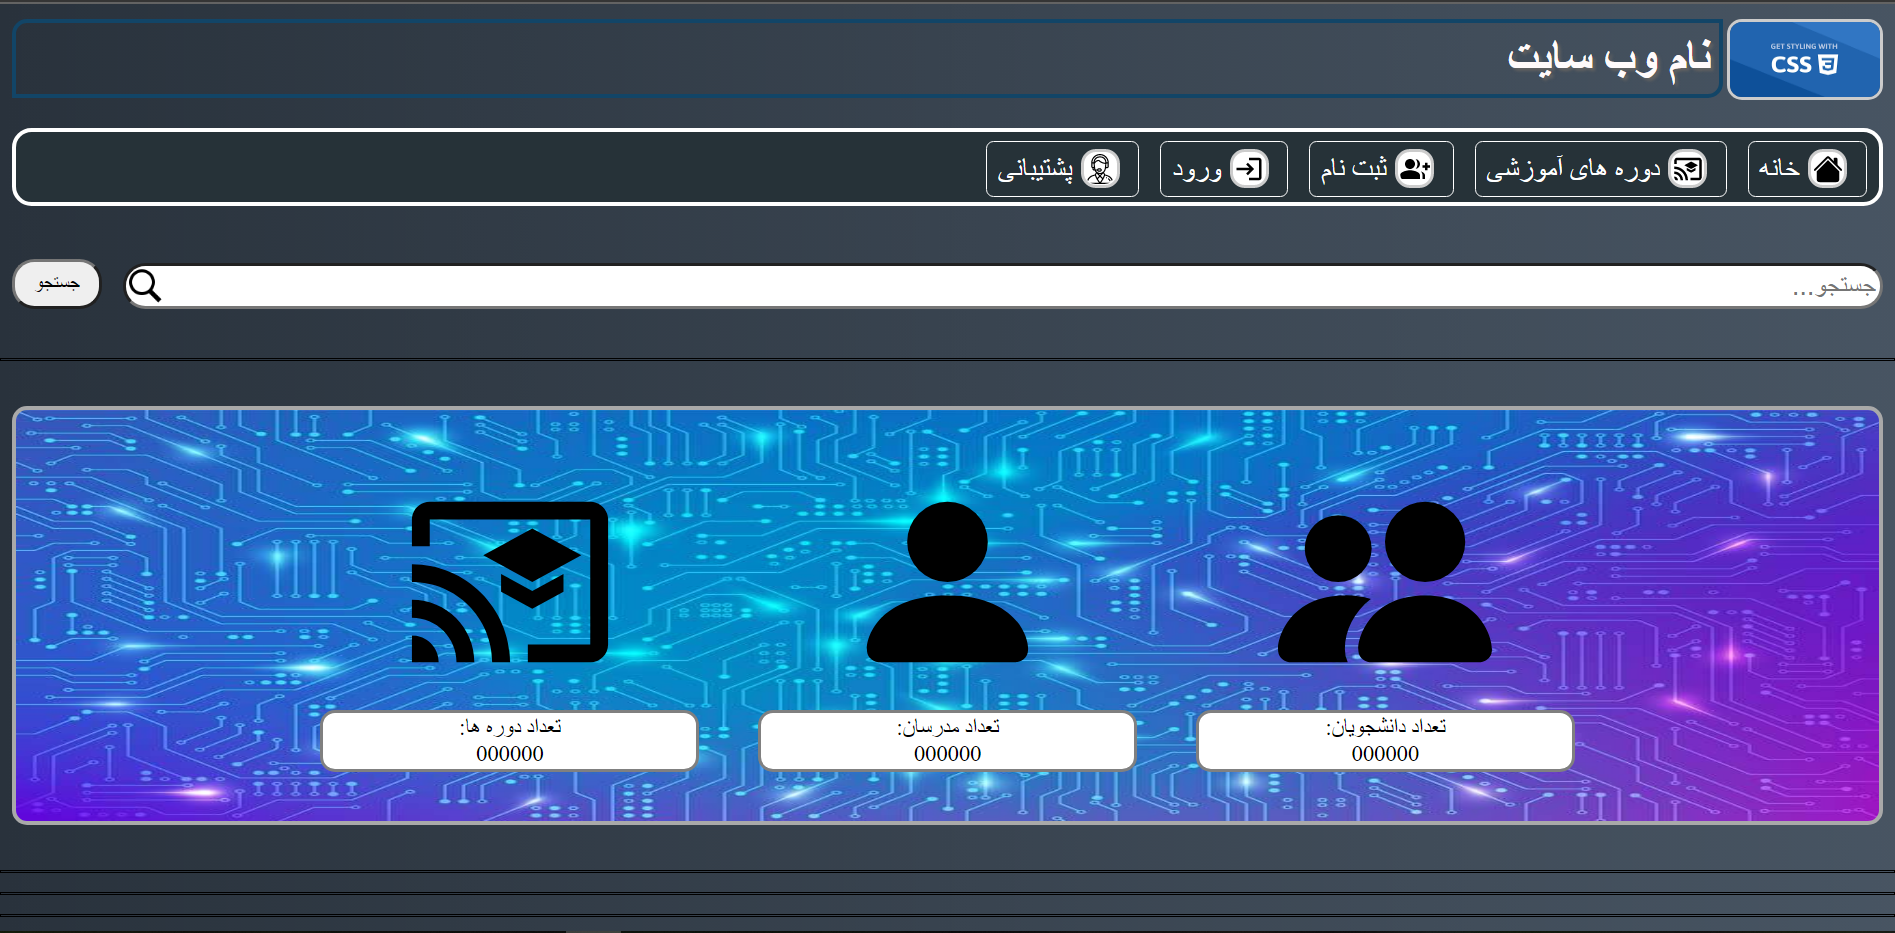 GET STYLING WITH
CSS
نام وب سایت
خانه
دوره های آموزشی
ثبت نام
ورود
پشتیبانی
جستجو...
جستجو
تعداد دانشجویان:
000000
تعداد مدرسان:
000000
تعداد دوره ها:
000000